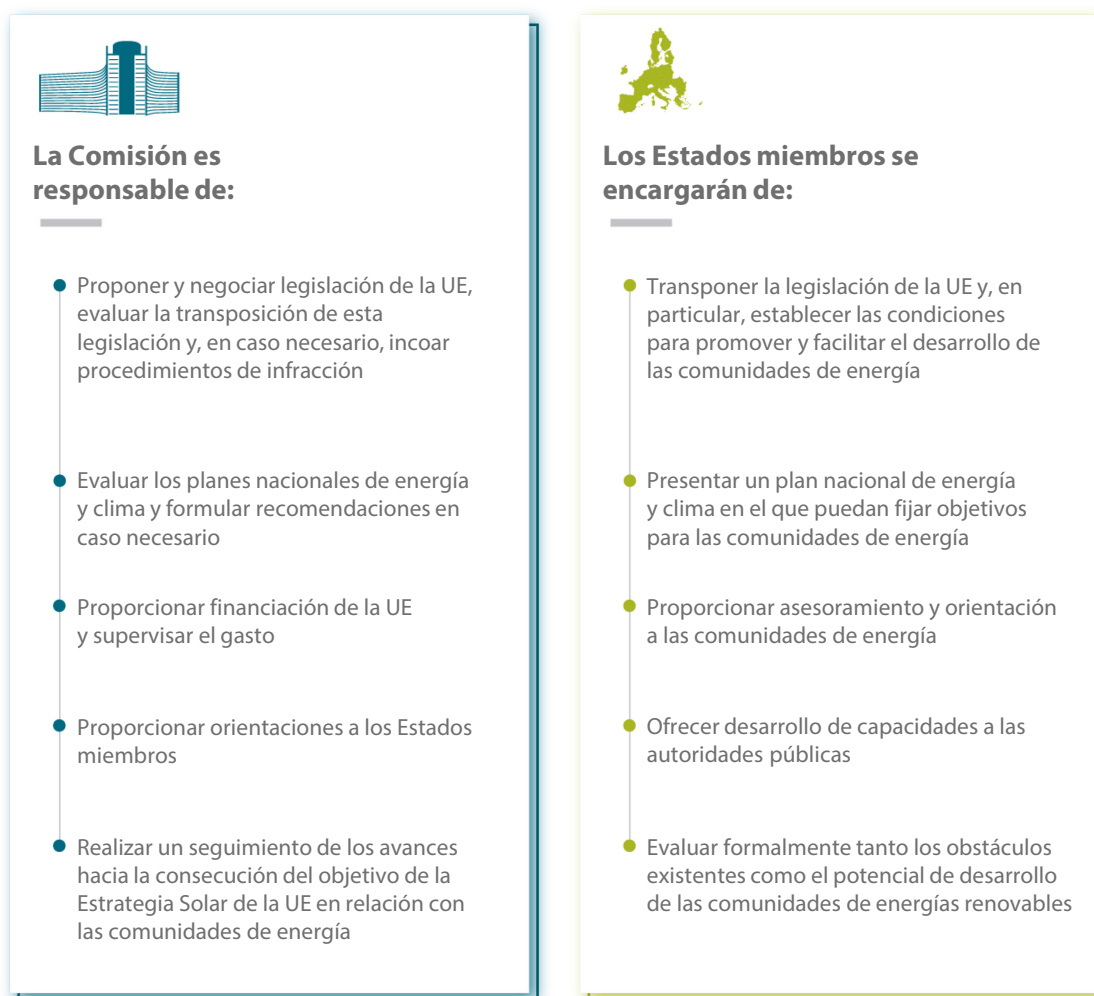 La Comisión es
responsable de:
Proponer y negociar legislación de la UE,
evaluar la transposición de esta
legislación y, en caso necesario, incoar
procedimientos de infracción
Evaluar los planes nacionales de energía
y clima y formular recomendaciones en
caso necesario
Proporcionar financiación de la UE
y supervisar el gasto
Proporcionar orientaciones a los Estados
miembros
Realizar un seguimiento de los avances
hacia la consecución del objetivo de la
Estrategia Solar de la UE en relación con
las comunidades de energía
Los Estados miembros se
encargarán de:
Transponer la legislación de la UE y, en
particular, establecer las condiciones
para promover y facilitar el desarrollo de
las comunidades de energía
Presentar un plan nacional de energía
y clima en el que puedan fijar objetivos
para las comunidades de energía
Proporcionar asesoramiento y orientación
a las comunidades de energía
Ofrecer desarrollo de capacidades a las
autoridades públicas
Evaluar formalmente tanto los obstáculos
existentes como el potencial de desarrollo
de las comunidades de energías renovables